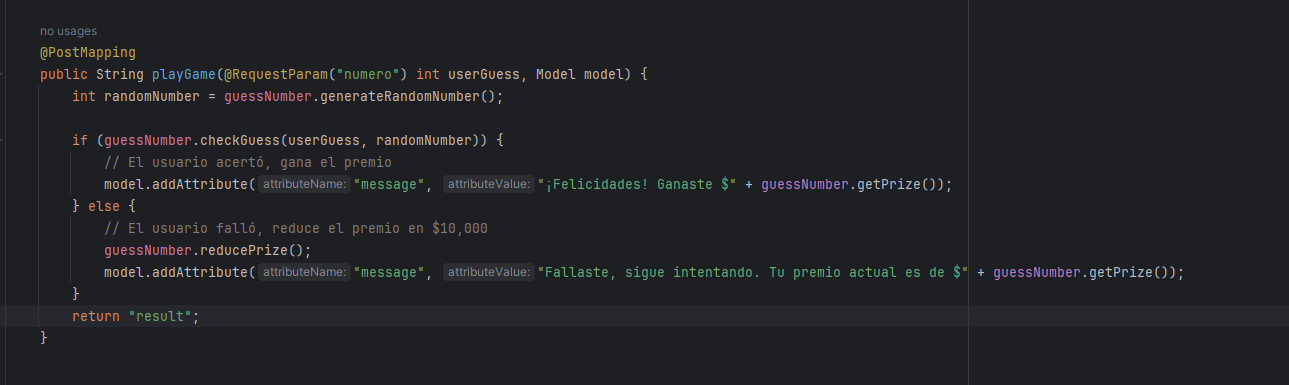 no usages
@PostMapping
public String playGame(@RequestParam("numero") int userGuess, Model model) {
int randomNumber = guessNumber.generateRandomNumber();
if (guessNumber.checkGuess(userGuess, randomNumber)) {
// El usuario acertó, gana el premio
model.addAttribute( attributeName: "message", attributeValue: "¡Felicidades! Ganaste $" + guessNumber.getPrize());
} else {
// El usuario falló, reduce el premio en $10,000
guessNumber.reducePrize();
model.addAttribute( attributeName: "message", attributeValue: "Fallaste, sigue intentando. Tu premio actual es de $" + guessNumber.getPrize());
}
return "result";
}